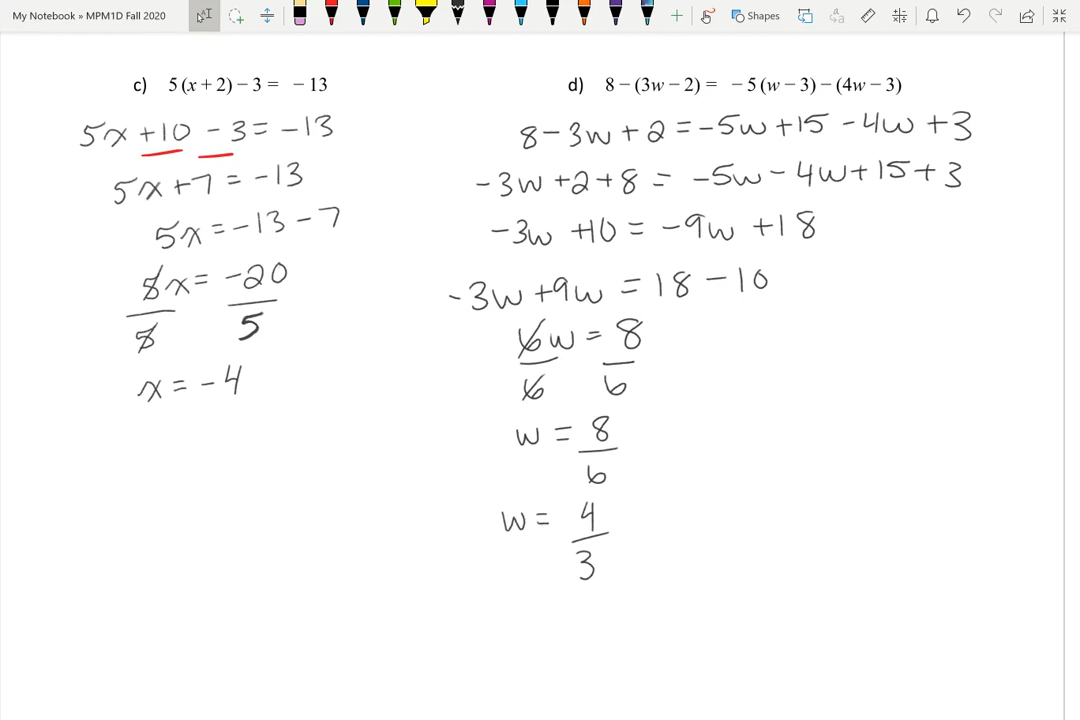 My Notebook » MPM1D Fall 2020
Shapes
c) 5 (x + 2) − 3 = − 13
5x +10 − 3 = −13
5x + 7 = −13
5x = −13 − 7
5x = −20
5 5
x = −4
d) 8 − (3w − 2) = − 5 (w − 3) − (4w − 3)
8 − 3w + 2 = −5w + 15 − 4w + 3
−3w + 2 + 8 = −5w − 4w + 15 + 3
−3w + 10 = −9w + 18
−3w + 9w = 18 − 10
6w = 8
6 6
w = 8
6
w = 4
3